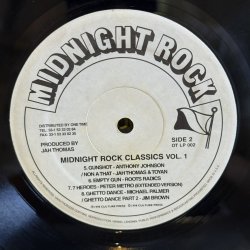 MIDNIGHT ROCK
DISTRIBUTED BY ONE TIME
PRODUCED BY
JAH THOMAS
SIDE 2
OT LP 002
MIDNIGHT ROCK CLASSICS VOL. 1
5. GUNSHOT - ANTHONY JOHNSON
/ NON A THAT - JAH THOMAS & TOYAN
6. EMPTY GUN - ROOTS RADICS
7. 7 HEROES - PETER METRO (EXTENDED VERSION)
8. GHETTO DANCE - MICHAEL PALMER
/ GHETTO DANCE PART 2 - JIM BROWN